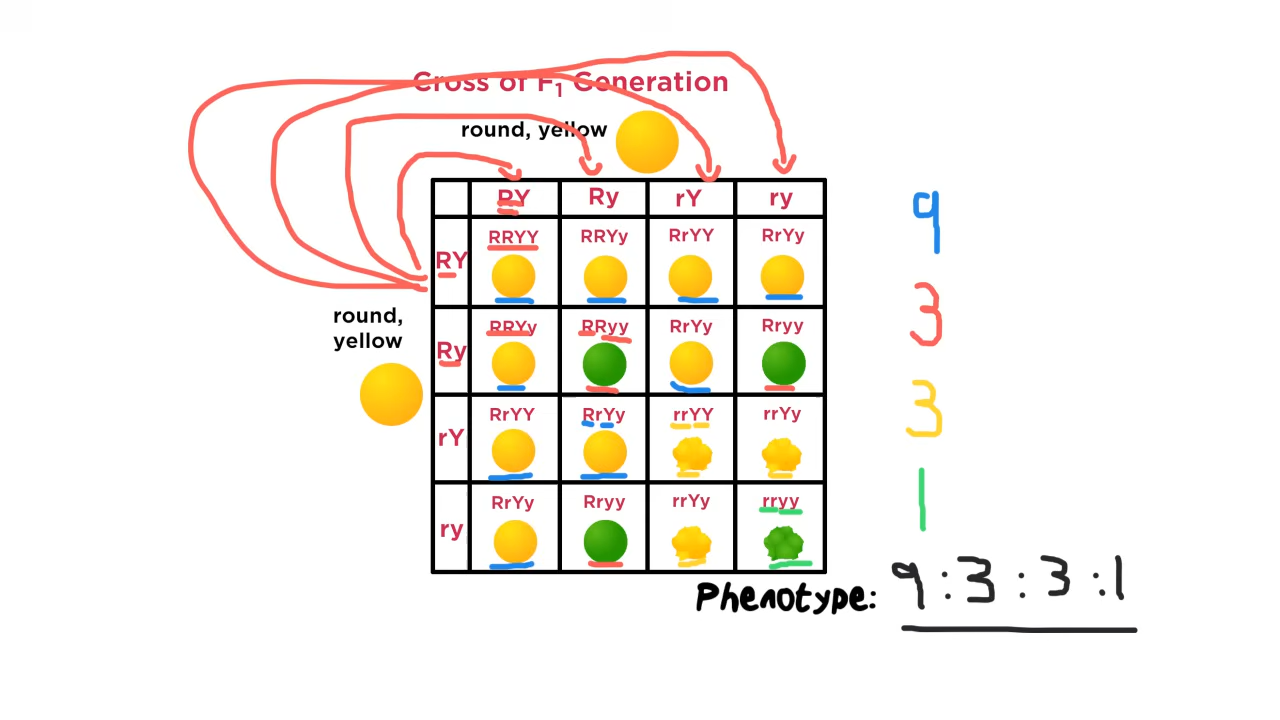 Cross of F₁ Generation
round, yellow
RY Ry rY ry
RRYY RRYy RrYY RrYy
RY
round,
yellow
RRYy RRyy RrYy Rryy
Ry
RrYY RrYy rrYY rrYy
rY
RrYy Rryy rrYy rryy
ry
9
3
3
1
Phenotype: 9:3:3:1